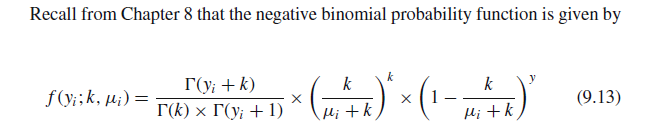 Recall from Chapter 8 that the negative binomial probability function is given by
f(y_i; k, μ_i) = Γ(y_i + k) / (Γ(k) × Γ(y_i + 1)) × (k / (μ_i + k))^k × (1 − k / (μ_i + k))^y (9.13)